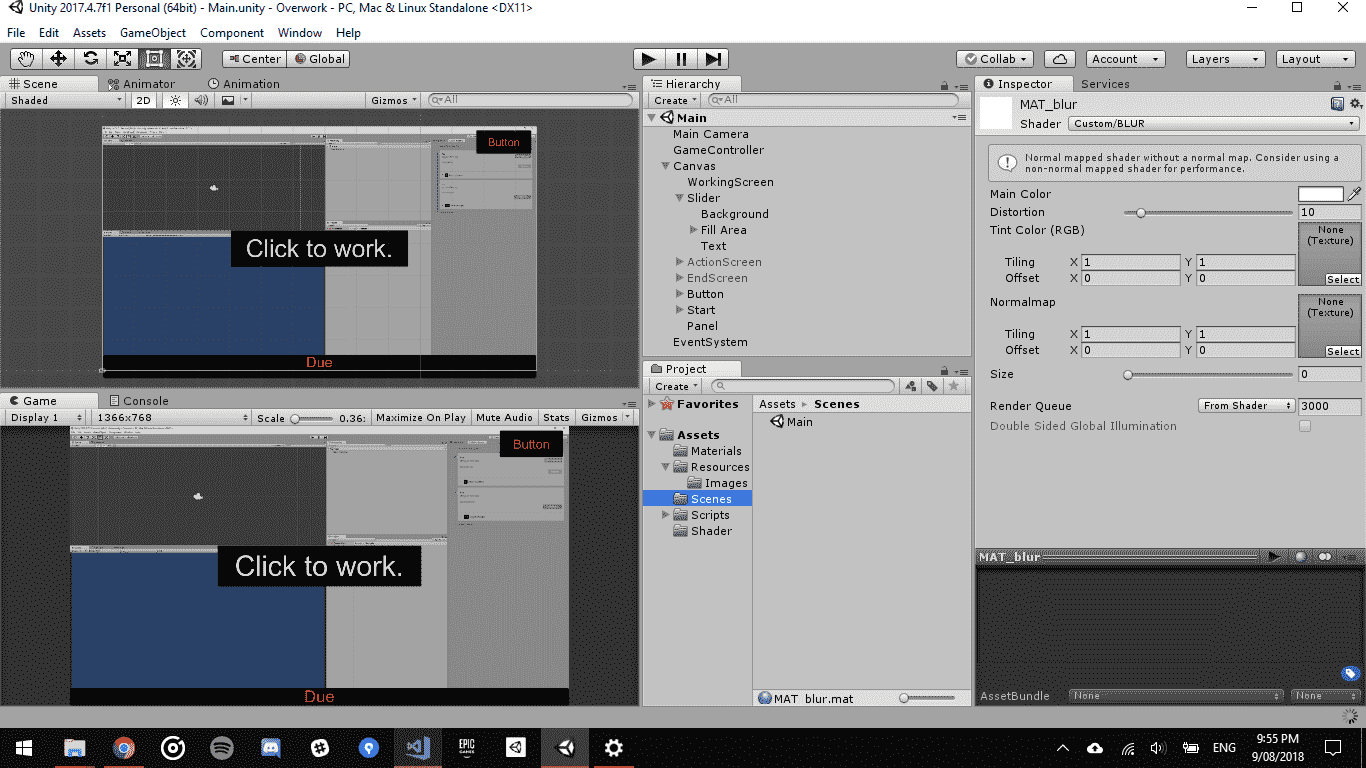 Unity 2017.4.7f1 Personal (64bit) - Main.unity - Overwork - PC, Mac & Linux Standalone <DX11>
File Edit Assets GameObject Component Window Help
Center Global Collab Account Layers Layout
Scene Animator Animation
Shaded 2D Gizmos All
Button
Click to work.
Due
Game Console
Display 1 1366x768 Scale 0.36: Maximize On Play Mute Audio Stats Gizmos
Button
Click to work.
Due
Hierarchy
Create All
Main
Main Camera
GameController
Canvas
WorkingScreen
Slider
Background
Fill Area
Text
ActionScreen
EndScreen
Button
Start
Panel
EventSystem
Project
Create
Favorites
Assets
Materials
Resources
Images
Scenes
Scripts
Shader
Assets Scenes
Main
MAT_blur.mat
Inspector Services
MAT_blur
Shader Custom/BLUR
Normal mapped shader without a normal map. Consider using a
non-normal mapped shader for performance.
Main Color
Distortion 10
Tint Color (RGB) None
(Texture)
Tiling X 1 Y 1
Offset X 0 Y 0 Select
Normalmap None
(Texture)
Tiling X 1 Y 1
Offset X 0 Y 0 Select
Size 0
Render Queue From Shader 3000
Double Sided Global Illumination
MAT_blur
AssetBundle None None
EPIC
GAMES
ENG
9:55 PM
9/08/2018